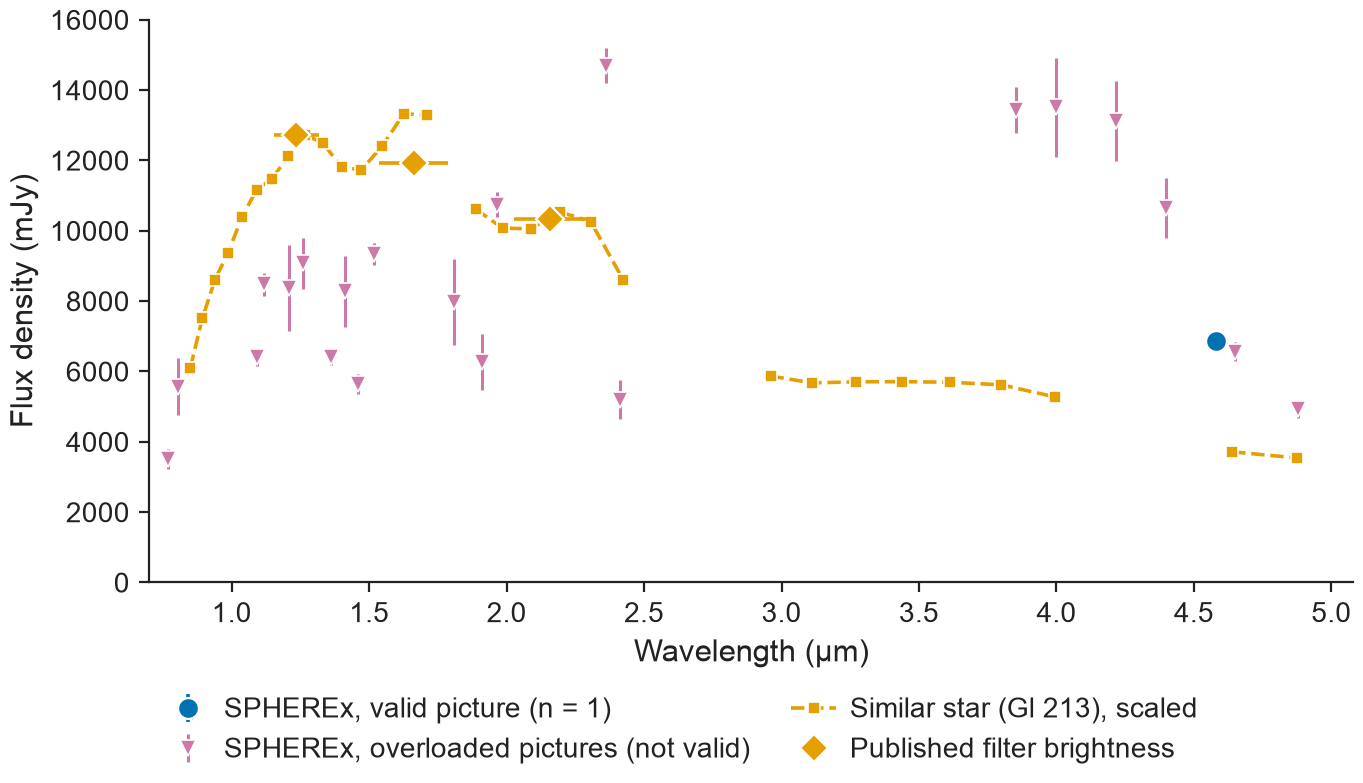 16000
14000
12000
10000
8000
6000
4000
2000
0
Flux density (mJy)
1.0 1.5 2.0 2.5 3.0 3.5 4.0 4.5 5.0
Wavelength (μm)
SPHEREx, valid picture (n = 1)
SPHEREx, overloaded pictures (not valid)
Similar star (Gl 213), scaled
Published filter brightness